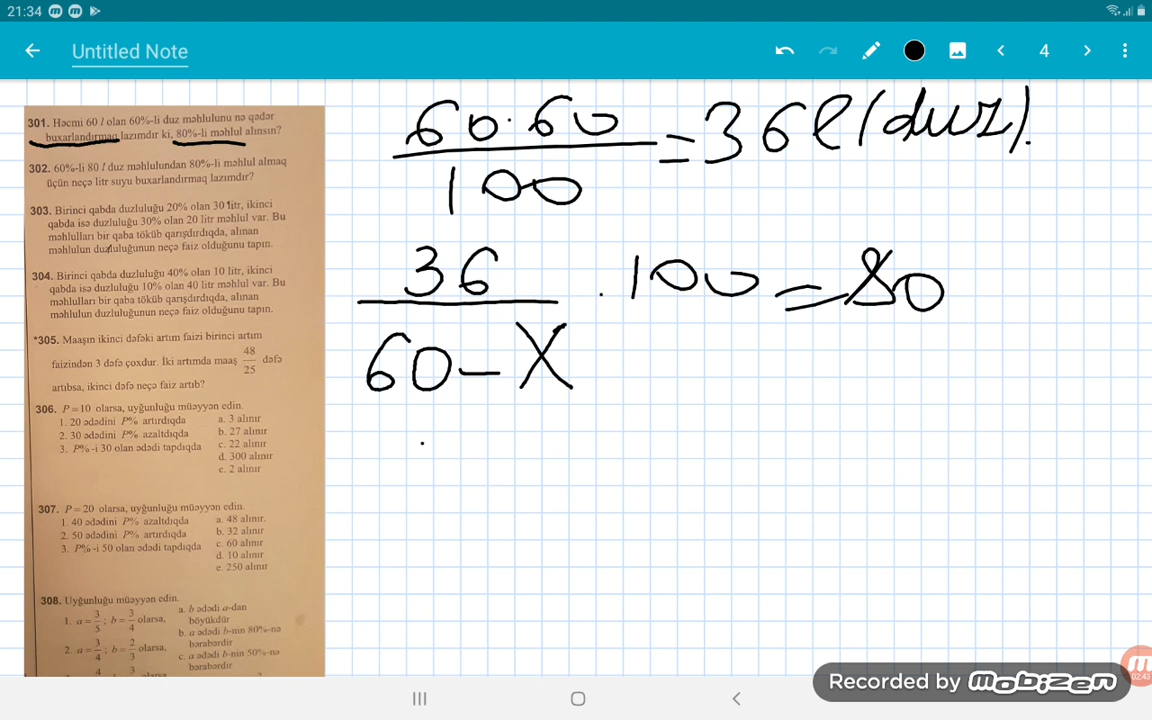 21:34
Untitled Note
4
301. Həcmi 60 l olan 60%-li duz məhlulunu nə qədər
buxarlandırmaq lazımdır ki, 80%-li məhlul alınsın?
302. 60%-li 80 l duz məhlulundan 80%-li məhlul almaq
üçün neçə litr suyu buxarlandırmaq lazımdır?
303. Birinci qabda duzluluğu 20% olan 30 litr, ikinci
qabda isə duzluluğu 30% olan 20 litr məhlul var. Bu
məhlulları bir qaba töküb qarışdırdıqda, alınan
məhlulun duzluluğunun neçə faiz olduğunu tapın.
304. Birinci qabda duzluluğu 40% olan 10 litr, ikinci
qabda isə duzluluğu 10% olan 40 litr məhlul var. Bu
məhlulları bir qaba töküb qarışdırdıqda, alınan
məhlulun duzluluğunun neçə faiz olduğunu tapın.
*305. Maaşın ikinci dəfəki artım faizi birinci artım
faizindən 3 dəfə çoxdur. İki artımda maaş 48/25 dəfə
artıbsa, ikinci dəfə neçə faiz artıb?
306. P=10 olarsa, uyğunluğu müəyyən edin.
1. 20 ədədini P% artırdıqda a. 3 alınır
2. 30 ədədini P% azaltdıqda b. 27 alınır
3. P%-i 30 olan ədədi tapdıqda c. 22 alınır
d. 300 alınır
e. 2 alınır
307. P=20 olarsa, uyğunluğu müəyyən edin.
1. 40 ədədini P% azaltdıqda a. 48 alınır.
2. 50 ədədini P% artırdıqda b. 32 alınır
3. P%-i 50 olan ədədi tapdıqda c. 60 alınır
d. 10 alınır
e. 250 alınır
308. Uyğunluğu müəyyən edin.
1. a=3/5; b=3/4 olarsa, a. b ədədi a-dan
böyükdür
b. a ədədi b-nin 80%-nə
bərabərdir
2. a=3/4; b=2/3 olarsa,
c. a ədədi b-nin 50%-nə
bərabərdir
4 3
60·60/100 = 36 l (duz).
36/60-X · 100 = 80
Recorded by mobizen
02:43